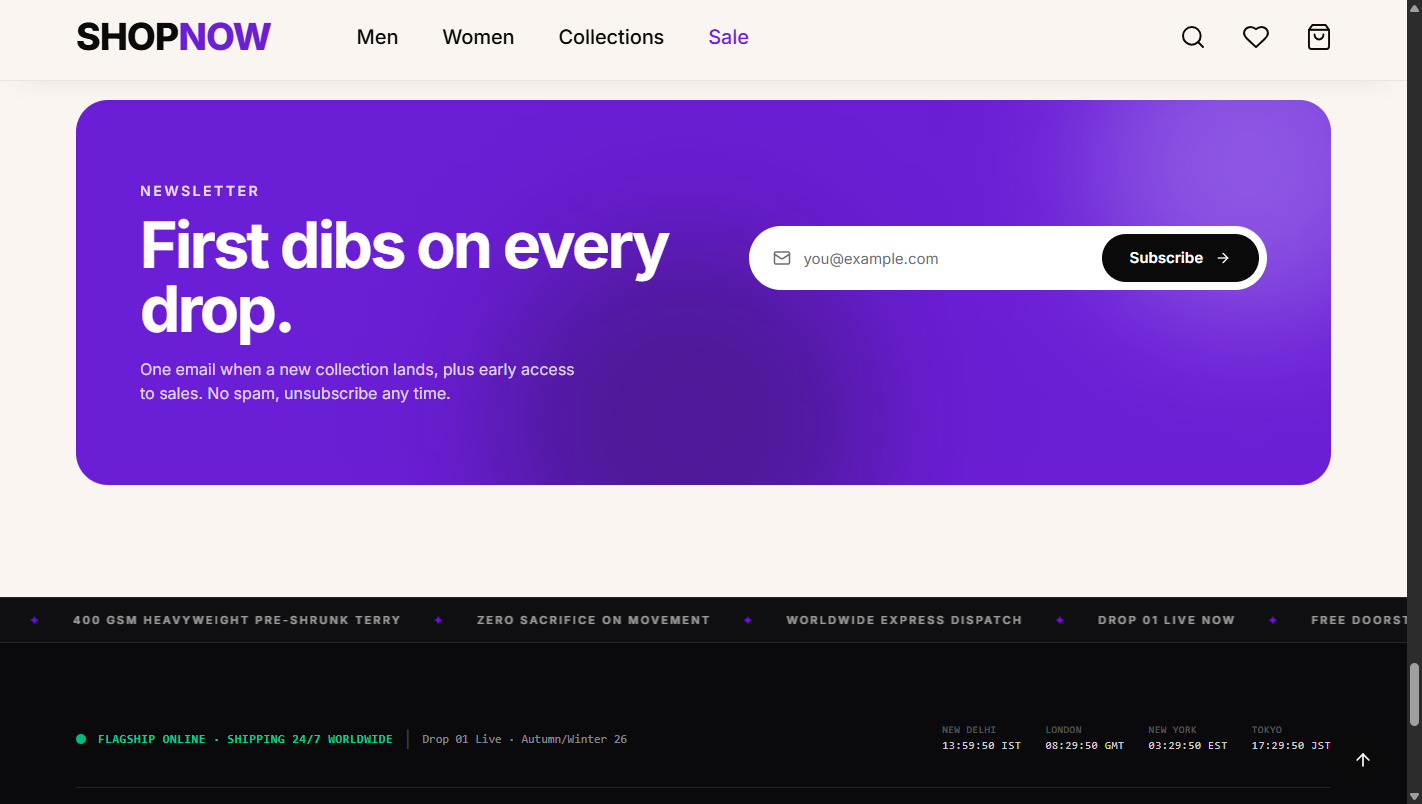 SHOPNOW
Men Women Collections Sale
NEWSLETTER
First dibs on every
drop.
One email when a new collection lands, plus early access
to sales. No spam, unsubscribe any time.
you@example.com
Subscribe →
✦ 400 GSM HEAVYWEIGHT PRE-SHRUNK TERRY ✦ ZERO SACRIFICE ON MOVEMENT ✦ WORLDWIDE EXPRESS DISPATCH ✦ DROP 01 LIVE NOW ✦ FREE DOORST
FLAGSHIP ONLINE · SHIPPING 24/7 WORLDWIDE | Drop 01 Live · Autumn/Winter 26
NEW DELHI LONDON NEW YORK TOKYO
13:59:50 IST 08:29:50 GMT 03:29:50 EST 17:29:50 JST